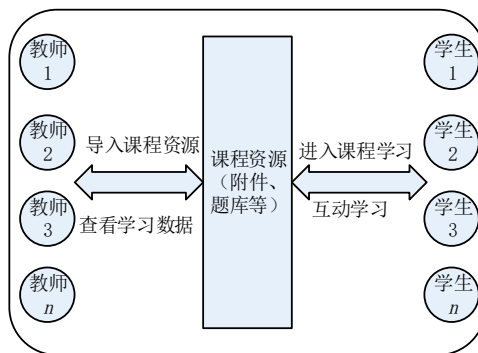 教师
1
教师
2
教师
3
教师
n
导入课程资源
查看学习数据
课程资源
（附件、
题库等）
进入课程学习
互动学习
学生
1
学生
2
学生
3
学生
n